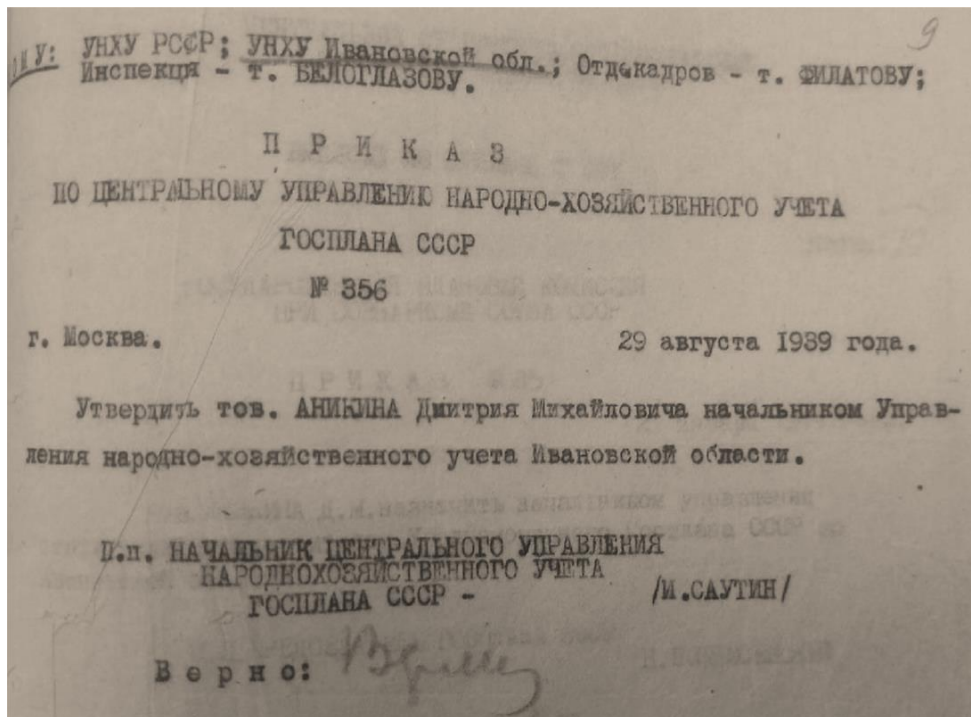 9
УНХУ РСФР; УНХУ Ивановской обл.; Отд.кадров - т. ФИЛАТОВУ;
Инспекця - т. БЕЛОГЛАЗОВУ.
П Р И К А З
ПО ЦЕНТРАЛЬНОМУ УПРАВЛЕНИЮ НАРОДНО-ХОЗЯЙСТВЕННОГО УЧЕТА
ГОСПЛАНА СССР
№ 356
г. Москва.
29 августа 1939 года.
Утвердить тов. АНИКИНА Дмитрия Михайловича начальником Управ-
ления народно-хозяйственного учета Ивановской области.
П.п. НАЧАЛЬНИК ЦЕНТРАЛЬНОГО УПРАВЛЕНИЯ
НАРОДНОХОЗЯЙСТВЕННОГО УЧЕТА
ГОСПЛАНА СССР - /И.САУТИН/
В е р н о: